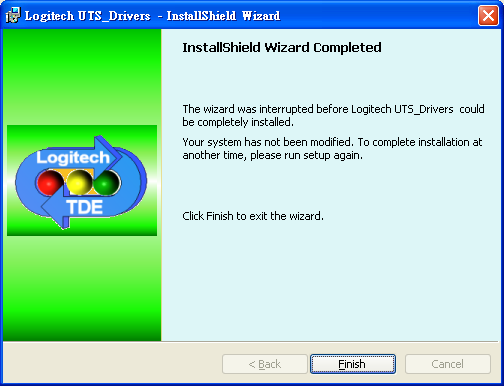 Logitech UTS_Drivers - InstallShield Wizard
InstallShield Wizard Completed
The wizard was interrupted before Logitech UTS_Drivers could
be completely installed.
Your system has not been modified. To complete installation at
another time, please run setup again.
Logitech
TDE
Click Finish to exit the wizard.
< Back
Finish
Cancel